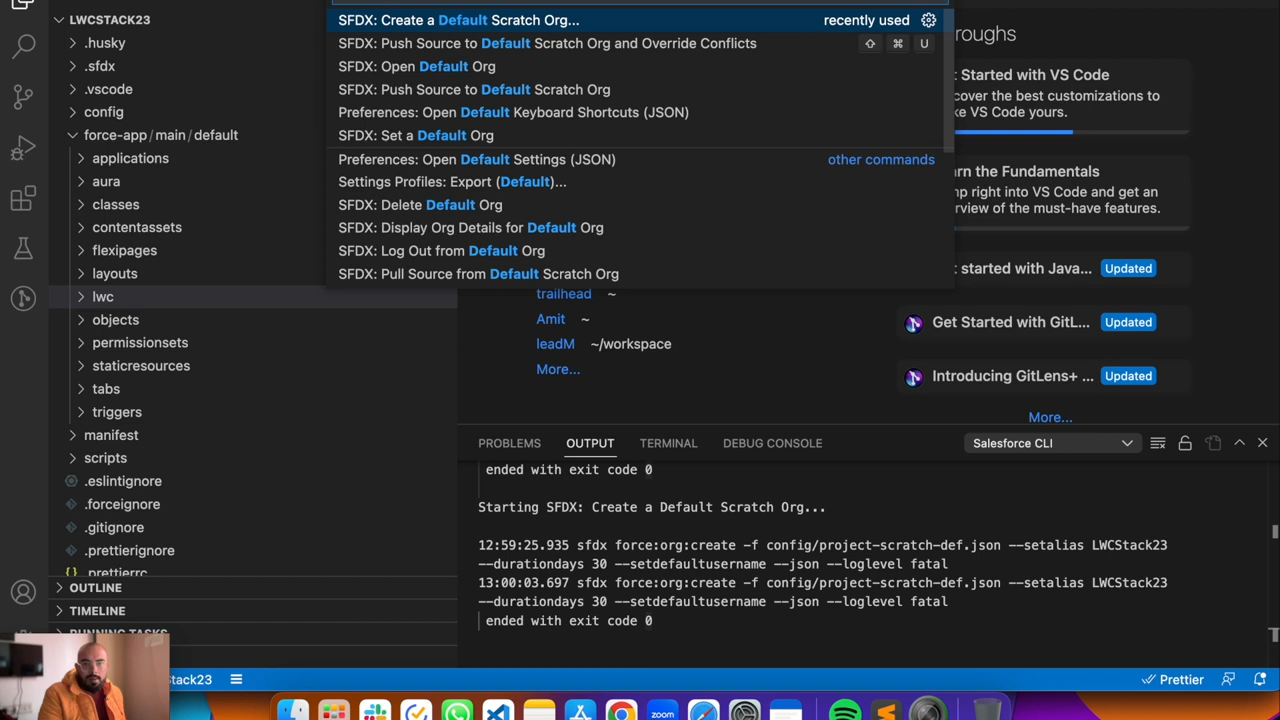 LWCSTACK23
.husky
.sfdx
.vscode
config
force-app/main/default
applications
aura
classes
contentassets
flexipages
layouts
lwc
objects
permissionsets
staticresources
tabs
triggers
manifest
scripts
.eslintignore
.forceignore
.gitignore
.prettierignore
{} .prettierrc
OUTLINE
TIMELINE
RUNNING TASKS
SFDX: Create a Default Scratch Org... recently used
SFDX: Push Source to Default Scratch Org and Override Conflicts ⇧ ⌘ U
SFDX: Open Default Org
SFDX: Push Source to Default Scratch Org
Preferences: Open Default Keyboard Shortcuts (JSON)
SFDX: Set a Default Org
Preferences: Open Default Settings (JSON) other commands
Settings Profiles: Export (Default)...
SFDX: Delete Default Org
SFDX: Display Org Details for Default Org
SFDX: Log Out from Default Org
SFDX: Pull Source from Default Scratch Org
trailhead ~
Amit ~
leadM ~/workspace
More...
oughs
Started with VS Code
cover the best customizations to
ke VS Code yours.
rn the Fundamentals
mp right into VS Code and get an
rview of the must-have features.
t started with Java... Updated
Get Started with GitL... Updated
Introducing GitLens+ ... Updated
More...
PROBLEMS OUTPUT TERMINAL DEBUG CONSOLE Salesforce CLI
ended with exit code 0
Starting SFDX: Create a Default Scratch Org...
12:59:25.935 sfdx force:org:create -f config/project-scratch-def.json --setalias LWCStack23
--durationdays 30 --setdefaultusername --json --loglevel fatal
13:00:03.697 sfdx force:org:create -f config/project-scratch-def.json --setalias LWCStack23
--durationdays 30 --setdefaultusername --json --loglevel fatal
ended with exit code 0
Stack23
Prettier
zoom